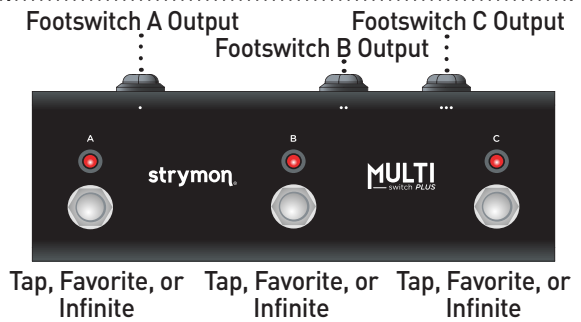 Footswitch A Output
Footswitch C Output
Footswitch B Output
A
B
C
strymon.
MULTI
switch PLUS
Tap, Favorite, or
Infinite
Tap, Favorite, or
Infinite
Tap, Favorite, or
Infinite